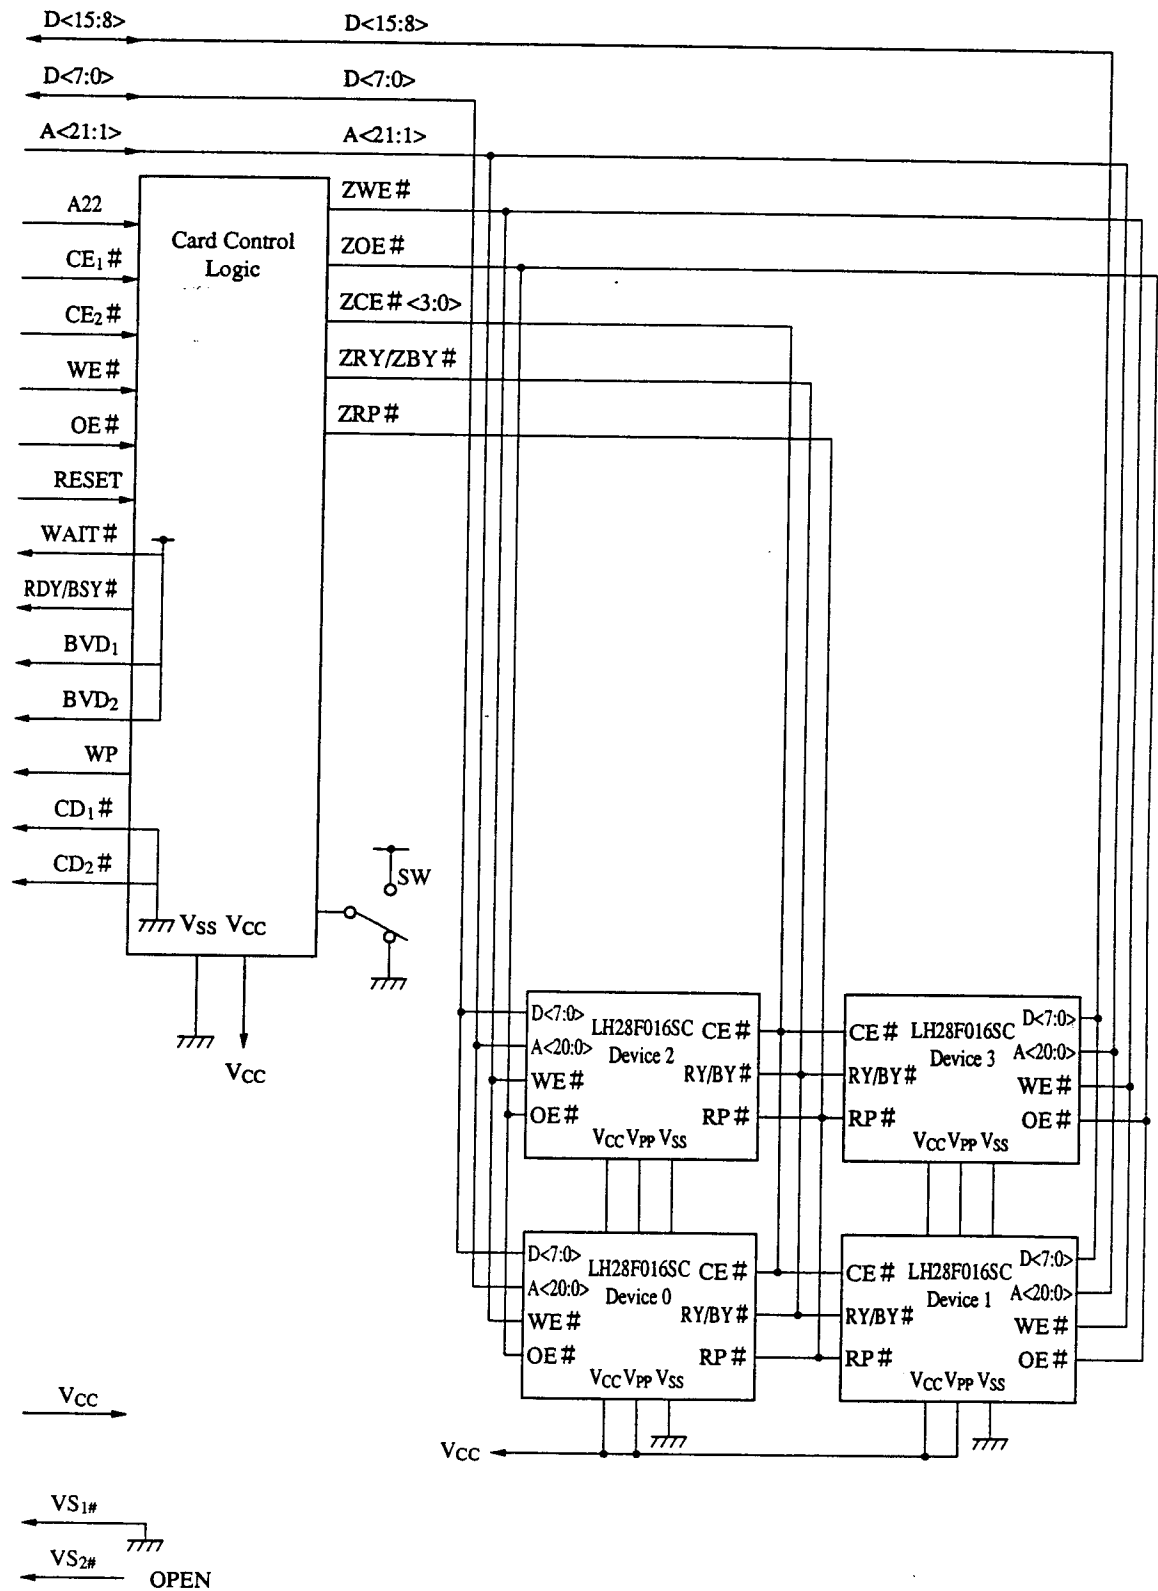 D<15:8> D<15:8>
D<7:0> D<7:0>
A<21:1> A<21:1>
A22
CE1#
CE2#
WE#
OE#
RESET
WAIT#
RDY/BSY#
BVD1
BVD2
WP
CD1#
CD2#
Card Control
Logic
VSS VCC
VCC
ZWE#
ZOE#
ZCE#<3:0>
ZRY/ZBY#
ZRP#
SW
D<7:0>
A<20:0>
WE#
OE#
LH28F016SC
Device 2
CE#
RY/BY#
RP#
VCC VPP VSS
CE#
RY/BY#
RP#
LH28F016SC
Device 3
D<7:0>
A<20:0>
WE#
OE#
VCC VPP VSS
D<7:0>
A<20:0>
WE#
OE#
LH28F016SC
Device 0
CE#
RY/BY#
RP#
VCC VPP VSS
CE#
RY/BY#
RP#
LH28F016SC
Device 1
D<7:0>
A<20:0>
WE#
OE#
VCC VPP VSS
VCC
VCC
VS1#
VS2#
OPEN